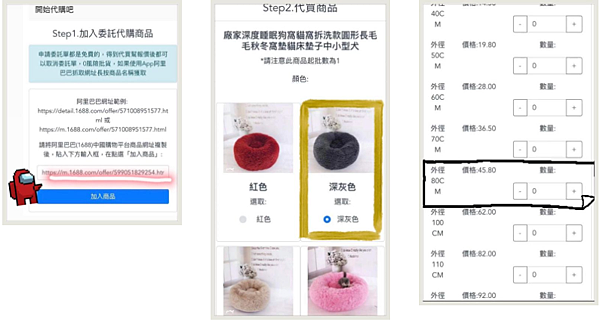 開始代購吧
Step1.加入委託代購商品
申請委託單都是免費的，得到代買幫報價後都可
以取消委託單，0風險批貨，如果使用App阿里
巴巴抓取網址長按商品名稱獲取
阿里巴巴網址範例:
https://detail.1688.com/offer/571008951577.ht
ml 或
https://m.1688.com/offer/571008951577.html
請將阿里巴巴(1688)中國購物平台商品網址複製
後，貼入下方輸入框，在點選「加入商品」:
https://m.1688.com/offer/599051829254.htm
加入商品
Step2.代買商品
廠家深度睡眠狗窩貓窩拆洗款圓形長毛
毛秋冬窩墊貓床墊子中小型犬
*請注意此商品起批數為1
顏色:
紅色
選取:
紅色
深灰色
選取:
深灰色
40C
M
- 0 +
外徑 價格:19.80 數量:
50C
M
- 0 +
外徑 價格:28.00 數量:
60C
M
- 0 +
外徑 價格:36.50 數量:
70C
M
- 0 +
外徑 價格:45.80 數量:
80C
M
- 0 +
外徑 價格:62.00 數量:
100
CM
- 0 +
外徑 價格:82.00 數量:
110
CM
- 0 +
外徑 價格:92.00 數量: